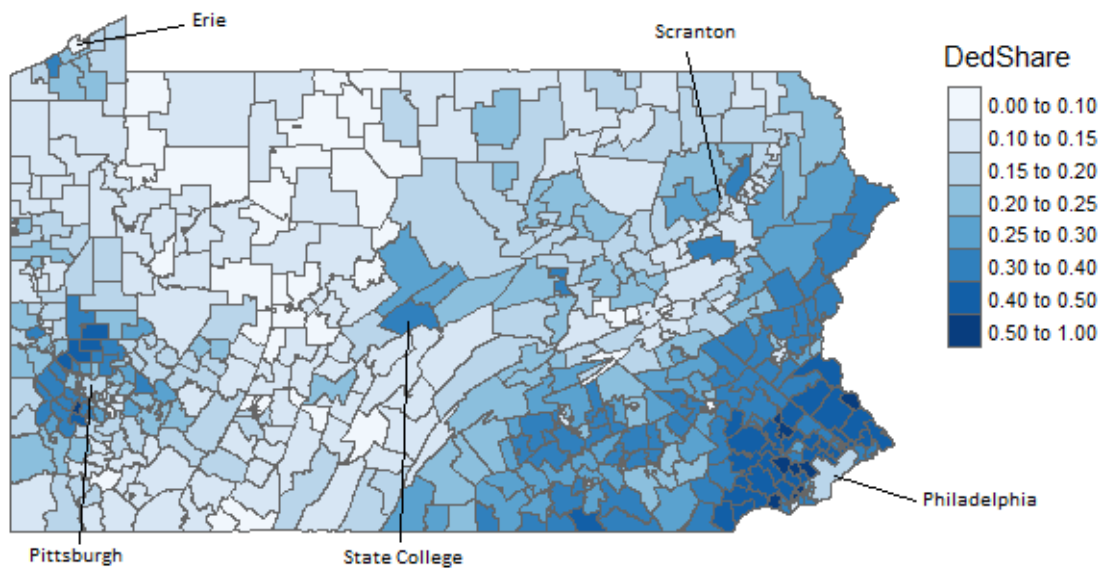 Erie
Scranton
DedShare
0.00 to 0.10
0.10 to 0.15
0.15 to 0.20
0.20 to 0.25
0.25 to 0.30
0.30 to 0.40
0.40 to 0.50
0.50 to 1.00
Philadelphia
Pittsburgh
State College